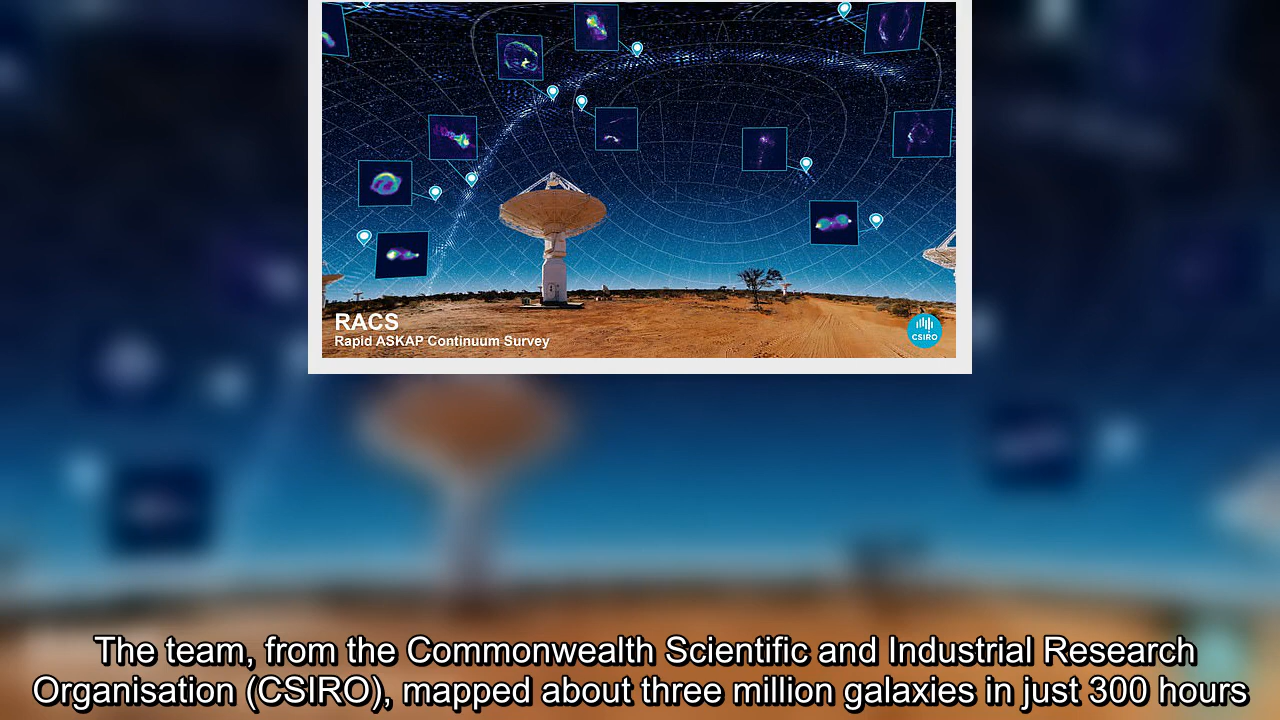 RACS
Rapid ASKAP Continuum Survey
CSIRO
The team, from the Commonwealth Scientific and Industrial Research
Organisation (CSIRO), mapped about three million galaxies in just 300 hours